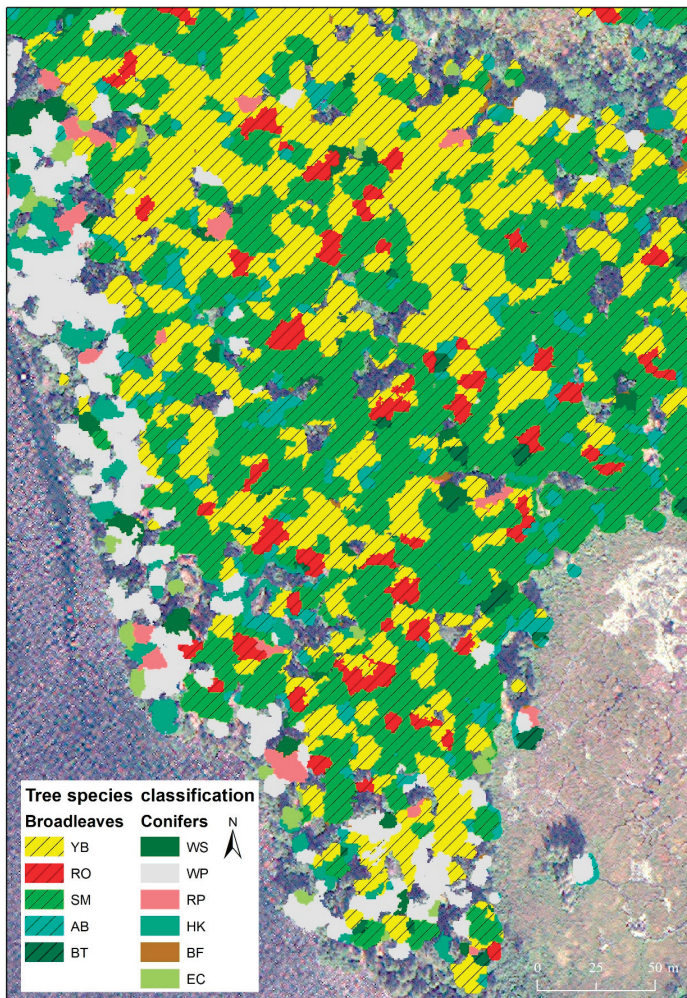 Tree species classification
Broadleaves
YB
RO
SM
AB
BT
Conifers
WS
WP
RP
HK
BF
EC
N
0 25 50 m